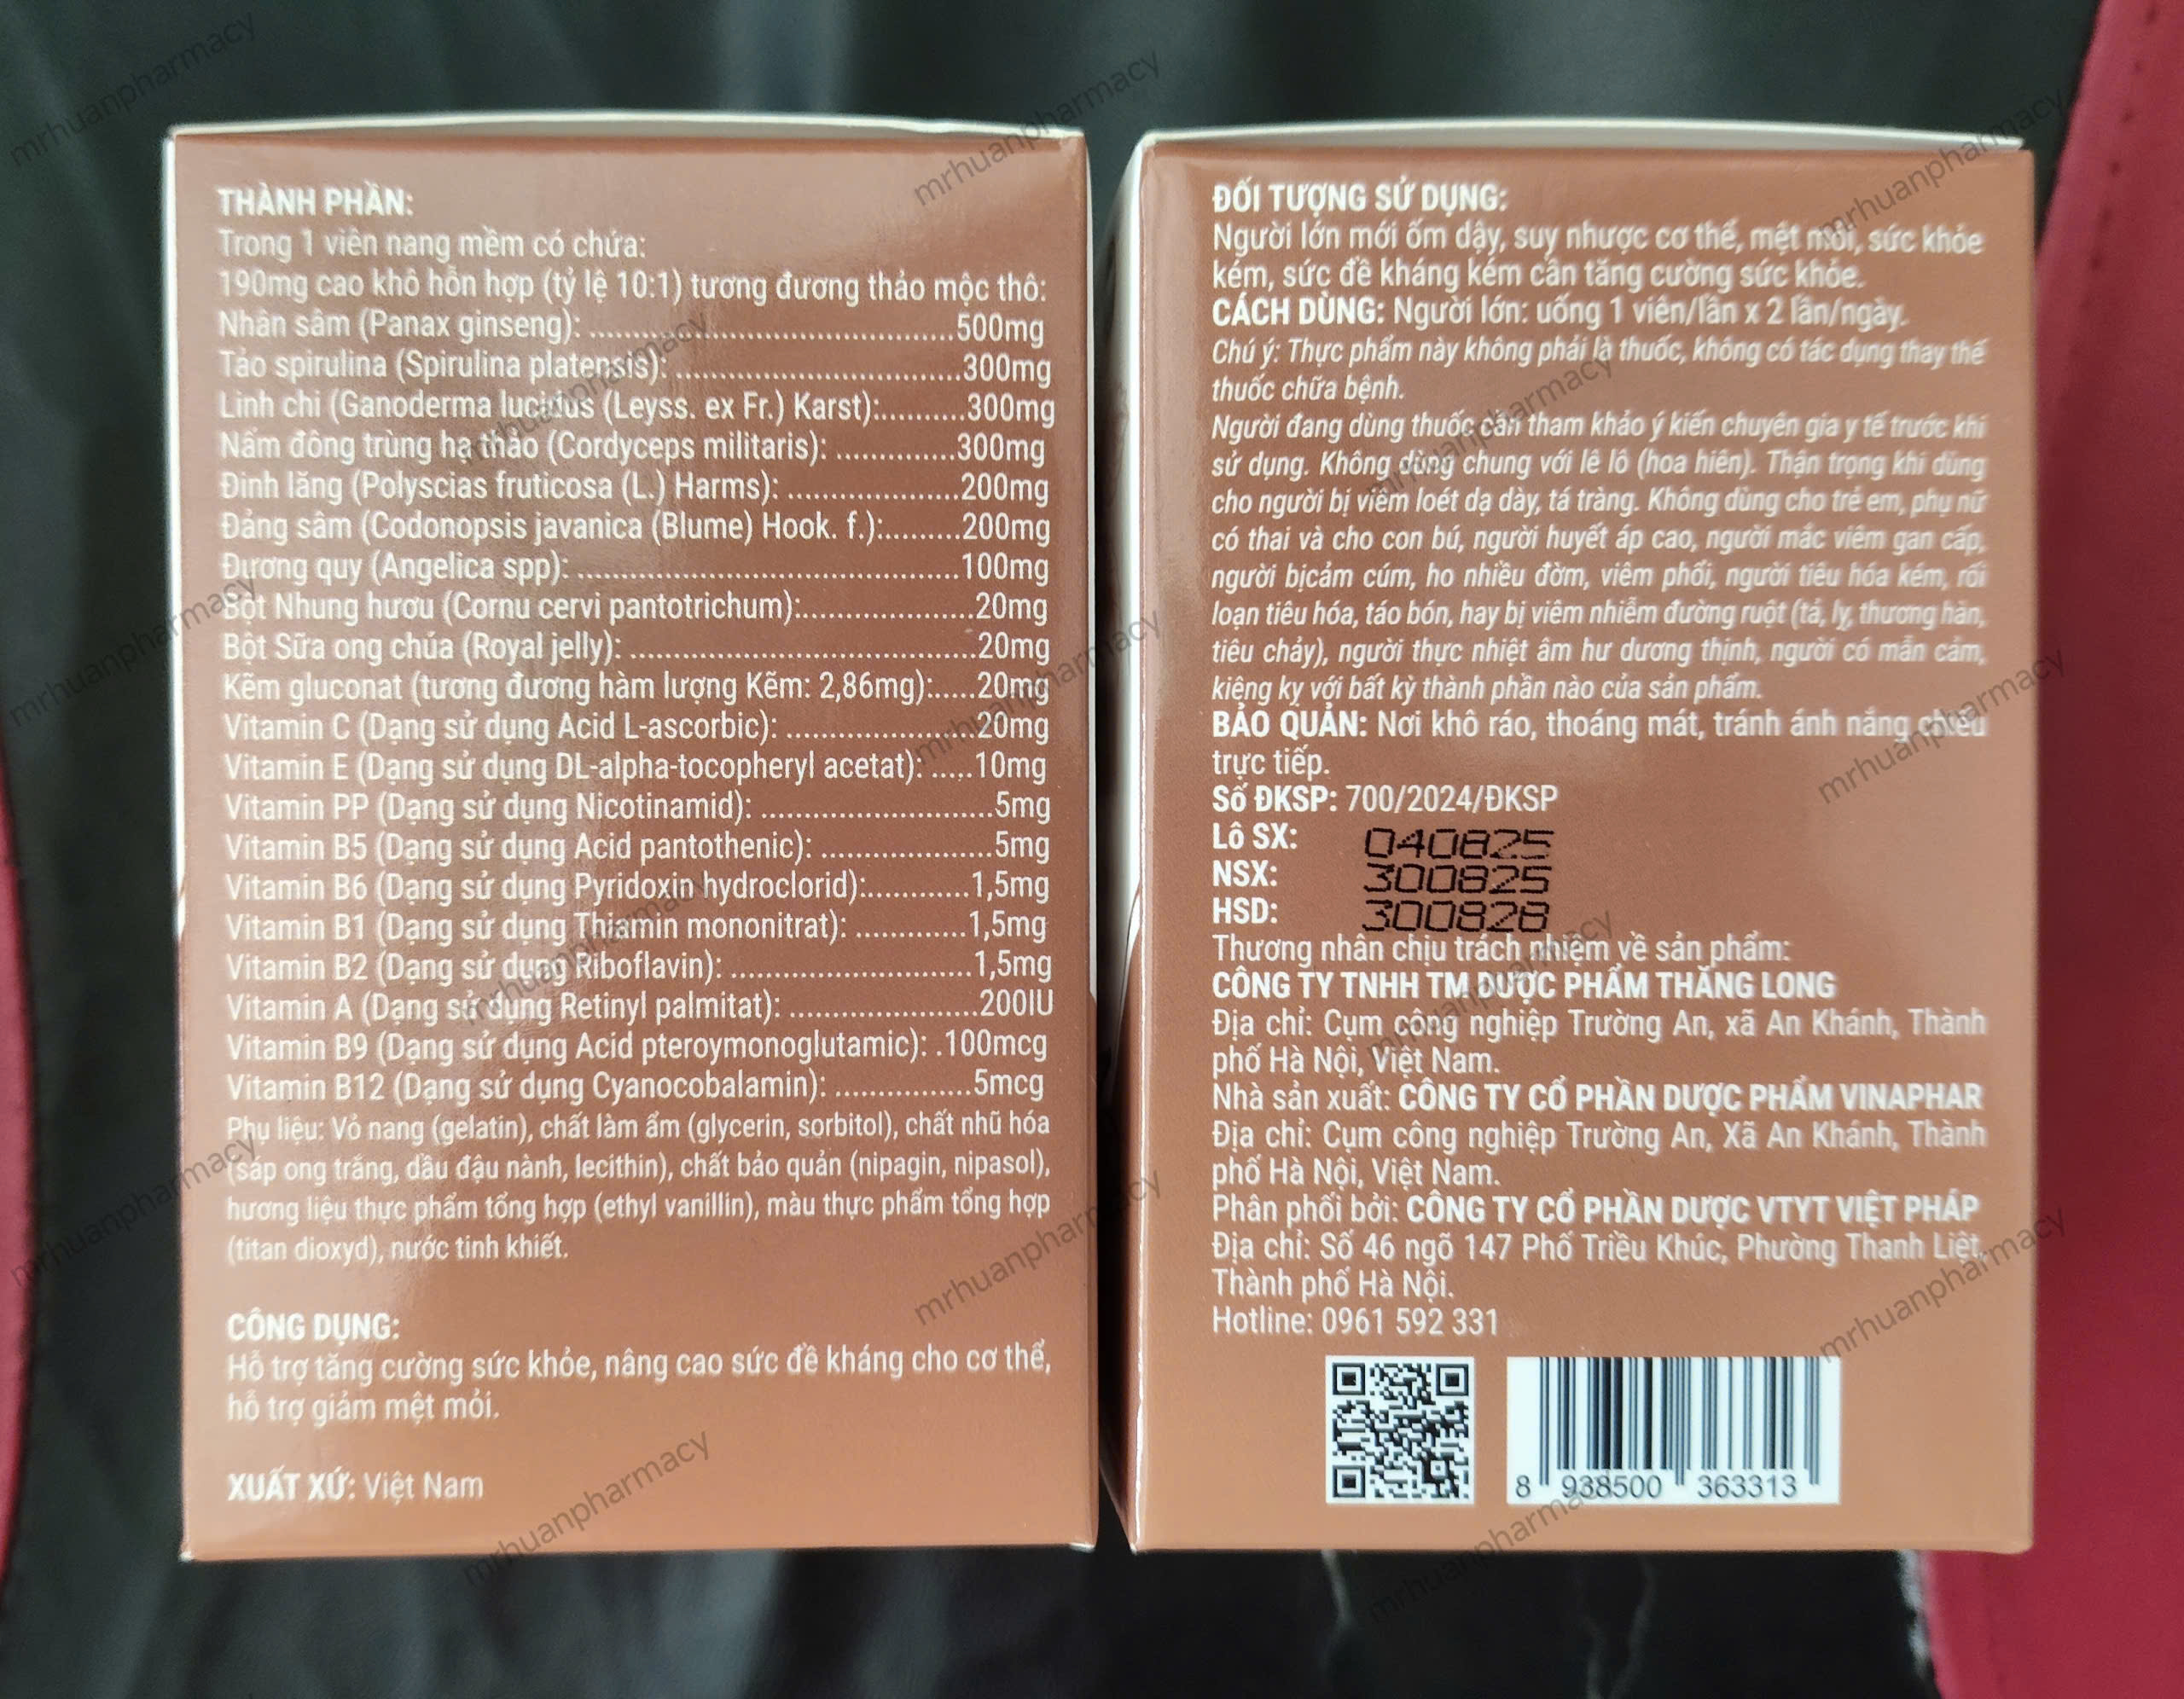 THÀNH PHẦN:
Trong 1 viên nang mềm có chứa:
190mg cao khô hỗn hợp (tỷ lệ 10:1) tương đương thảo mộc thô:
Nhân sâm (Panax ginseng): ........................................500mg
Tảo spirulina (Spirulina platensis): ................................300mg
Linh chi (Ganoderma lucidus (Leyss. ex Fr.) Karst):..........300mg
Nấm đông trùng hạ thảo (Cordyceps militaris): ..............300mg
Đinh lăng (Polyscias fruticosa (L.) Harms): ....................200mg
Đảng sâm (Codonopsis javanica (Blume) Hook. f.):.........200mg
Đương quy (Angelica spp): ...........................................100mg
Bột Nhung hươu (Cornu cervi pantotrichum):....................20mg
Bột Sữa ong chúa (Royal jelly): .......................................20mg
Kẽm gluconat (tương đương hàm lượng Kẽm: 2,86mg):.....20mg
Vitamin C (Dạng sử dụng Acid L-ascorbic): ......................20mg
Vitamin E (Dạng sử dụng DL-alpha-tocopheryl acetat): .....10mg
Vitamin PP (Dạng sử dụng Nicotinamid): ..........................5mg
Vitamin B5 (Dạng sử dụng Acid pantothenic): ...................5mg
Vitamin B6 (Dạng sử dụng Pyridoxin hydroclorid):............1,5mg
Vitamin B1 (Dạng sử dụng Thiamin mononitrat): .............1,5mg
Vitamin B2 (Dạng sử dụng Riboflavin): ...........................1,5mg
Vitamin A (Dạng sử dụng Retinyl palmitat): .....................200IU
Vitamin B9 (Dạng sử dụng Acid pteroymonoglutamic): .100mcg
Vitamin B12 (Dạng sử dụng Cyanocobalamin): ................5mcg
Phụ liệu: Vỏ nang (gelatin), chất làm ẩm (glycerin, sorbitol), chất nhũ hóa
(sáp ong trắng, dầu đậu nành, lecithin), chất bảo quản (nipagin, nipasol),
hương liệu thực phẩm tổng hợp (ethyl vanillin), màu thực phẩm tổng hợp
(titan dioxyd), nước tinh khiết.
CÔNG DỤNG:
Hỗ trợ tăng cường sức khỏe, nâng cao sức đề kháng cho cơ thể,
hỗ trợ giảm mệt mỏi.
XUẤT XỨ: Việt Nam
ĐỐI TƯỢNG SỬ DỤNG:
Người lớn mới ốm dậy, suy nhược cơ thể, mệt mỏi, sức khỏe
kém, sức đề kháng kém cần tăng cường sức khỏe.
CÁCH DÙNG: Người lớn: uống 1 viên/lần x 2 lần/ngày.
Chú ý: Thực phẩm này không phải là thuốc, không có tác dụng thay thế
thuốc chữa bệnh.
Người đang dùng thuốc cần tham khảo ý kiến chuyên gia y tế trước khi
sử dụng. Không dùng chung với lê lô (hoa hiên). Thận trọng khi dùng
cho người bị viêm loét dạ dày, tá tràng. Không dùng cho trẻ em, phụ nữ
có thai và cho con bú, người huyết áp cao, người mắc viêm gan cấp,
người bịcảm cúm, ho nhiều đờm, viêm phổi, người tiêu hóa kém, rối
loạn tiêu hóa, táo bón, hay bị viêm nhiễm đường ruột (tả, lỵ, thương hàn,
tiêu chảy), người thực nhiệt âm hư dương thịnh, người có mẫn cảm,
kiêng kỵ với bất kỳ thành phần nào của sản phẩm.
BẢO QUẢN: Nơi khô ráo, thoáng mát, tránh ánh nắng chiếu
trực tiếp.
Số ĐKSP: 700/2024/ĐKSP
Lô SX: 040825
NSX: 300825
HSD: 300828
Thương nhân chịu trách nhiệm về sản phẩm:
CÔNG TY TNHH TM DƯỢC PHẨM THĂNG LONG
Địa chỉ: Cụm công nghiệp Trường An, xã An Khánh, Thành
phố Hà Nội, Việt Nam.
Nhà sản xuất: CÔNG TY CỔ PHẦN DƯỢC PHẨM VINAPHAR
Địa chỉ: Cụm công nghiệp Trường An, Xã An Khánh, Thành
phố Hà Nội, Việt Nam.
Phân phối bởi: CÔNG TY CỔ PHẦN DƯỢC VTYT VIỆT PHÁP
Địa chỉ: Số 46 ngõ 147 Phố Triều Khúc, Phường Thanh Liệt,
Thành phố Hà Nội.
Hotline: 0961 592 331
8 938500 363313
mrhuanpharmacy